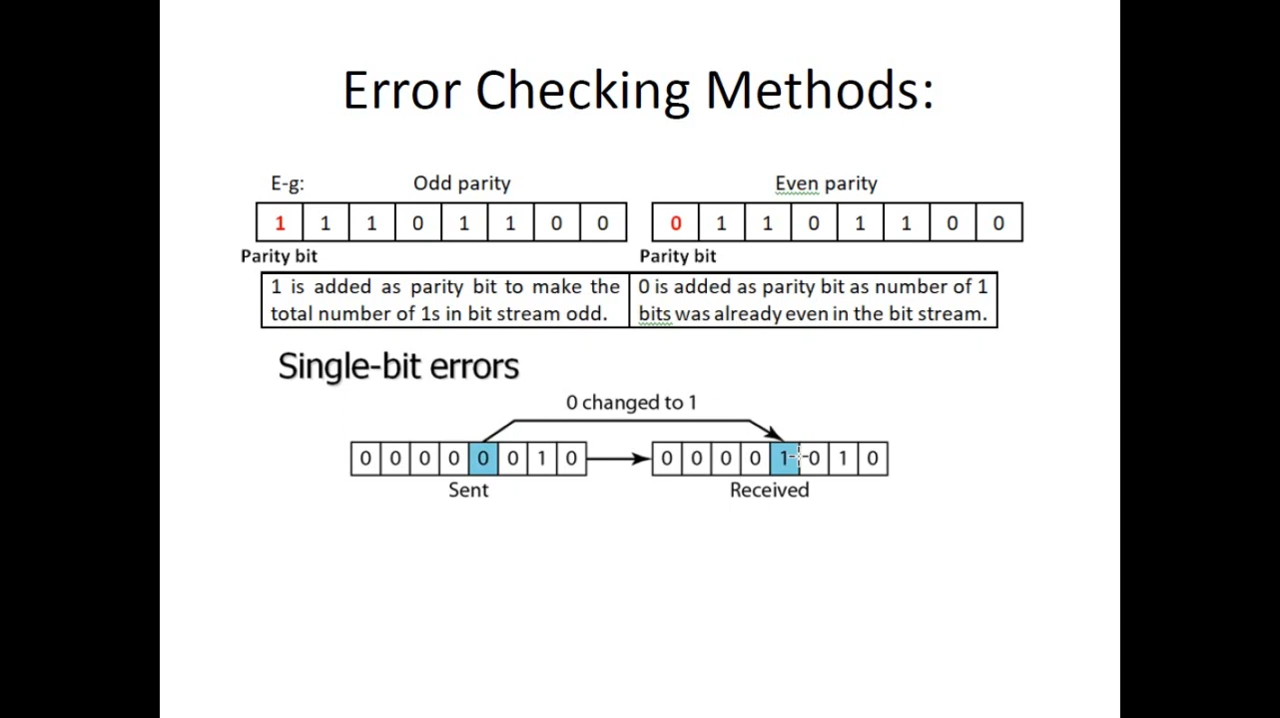 Error Checking Methods:
E-g: Odd parity Even parity
1 1 1 0 1 1 0 0 0 1 1 0 1 1 0 0
Parity bit Parity bit
1 is added as parity bit to make the
total number of 1s in bit stream odd.
0 is added as parity bit as number of 1
bits was already even in the bit stream.
Single-bit errors
0 changed to 1
0 0 0 0 0 0 1 0 0 0 0 0 1 0 1 0
Sent Received